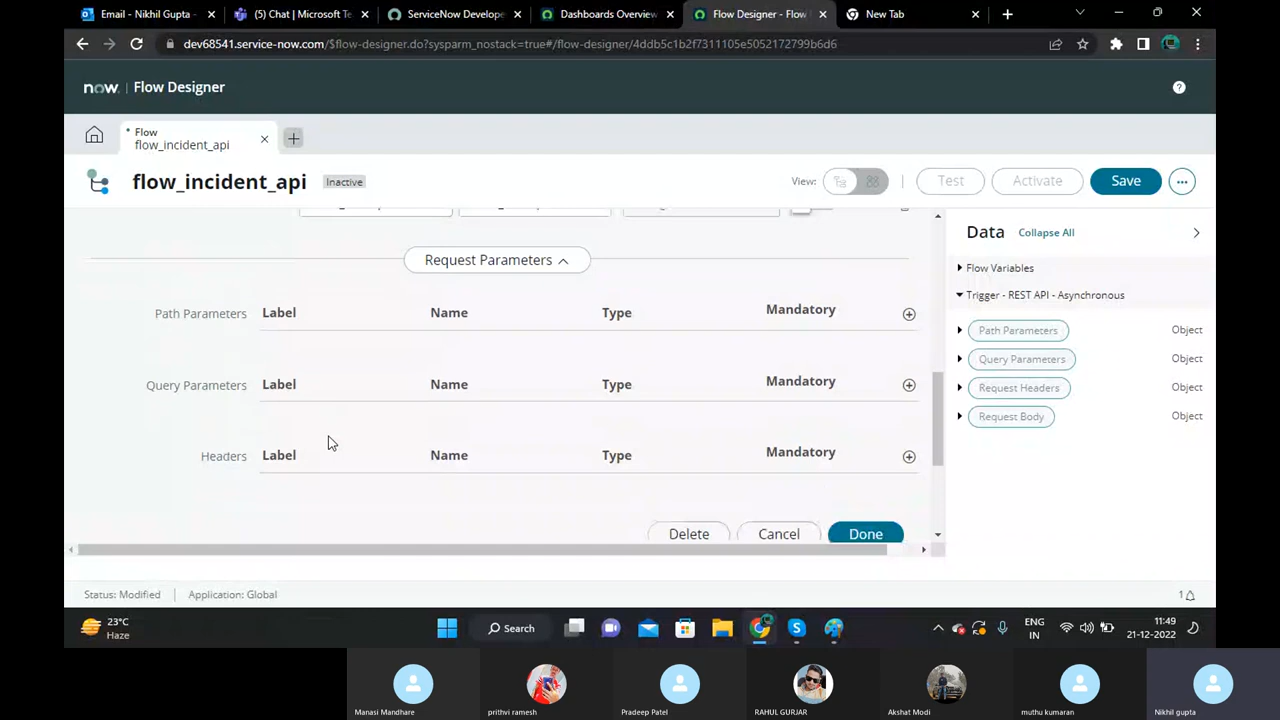 Email - Nikhil Gupta -
(5) Chat | Microsoft Te
ServiceNow Develope
Dashboards Overview
Flow Designer - Flow
New Tab
dev68541.service-now.com/$flow-designer.do?sysparm_nostack=true#/flow-designer/4ddb5c1b2f7311105e5052172799b6d6
now. Flow Designer
Flow
flow_incident_api
flow_incident_api
Inactive
View:
Test
Activate
Save
Request Parameters
Path Parameters Label Name Type Mandatory
Query Parameters Label Name Type Mandatory
Headers Label Name Type Mandatory
Delete
Cancel
Done
Data Collapse All
Flow Variables
Trigger - REST API - Asynchronous
Path Parameters Object
Query Parameters Object
Request Headers Object
Request Body Object
Status: Modified
Application: Global
1
23°C
Haze
Search
ENG
IN
11:49
21-12-2022
Manasi Mandhare
prithvi ramesh
Pradeep Patel
RAHUL GURJAR
Akshat Modi
muthu kumaran
Nikhil gupta